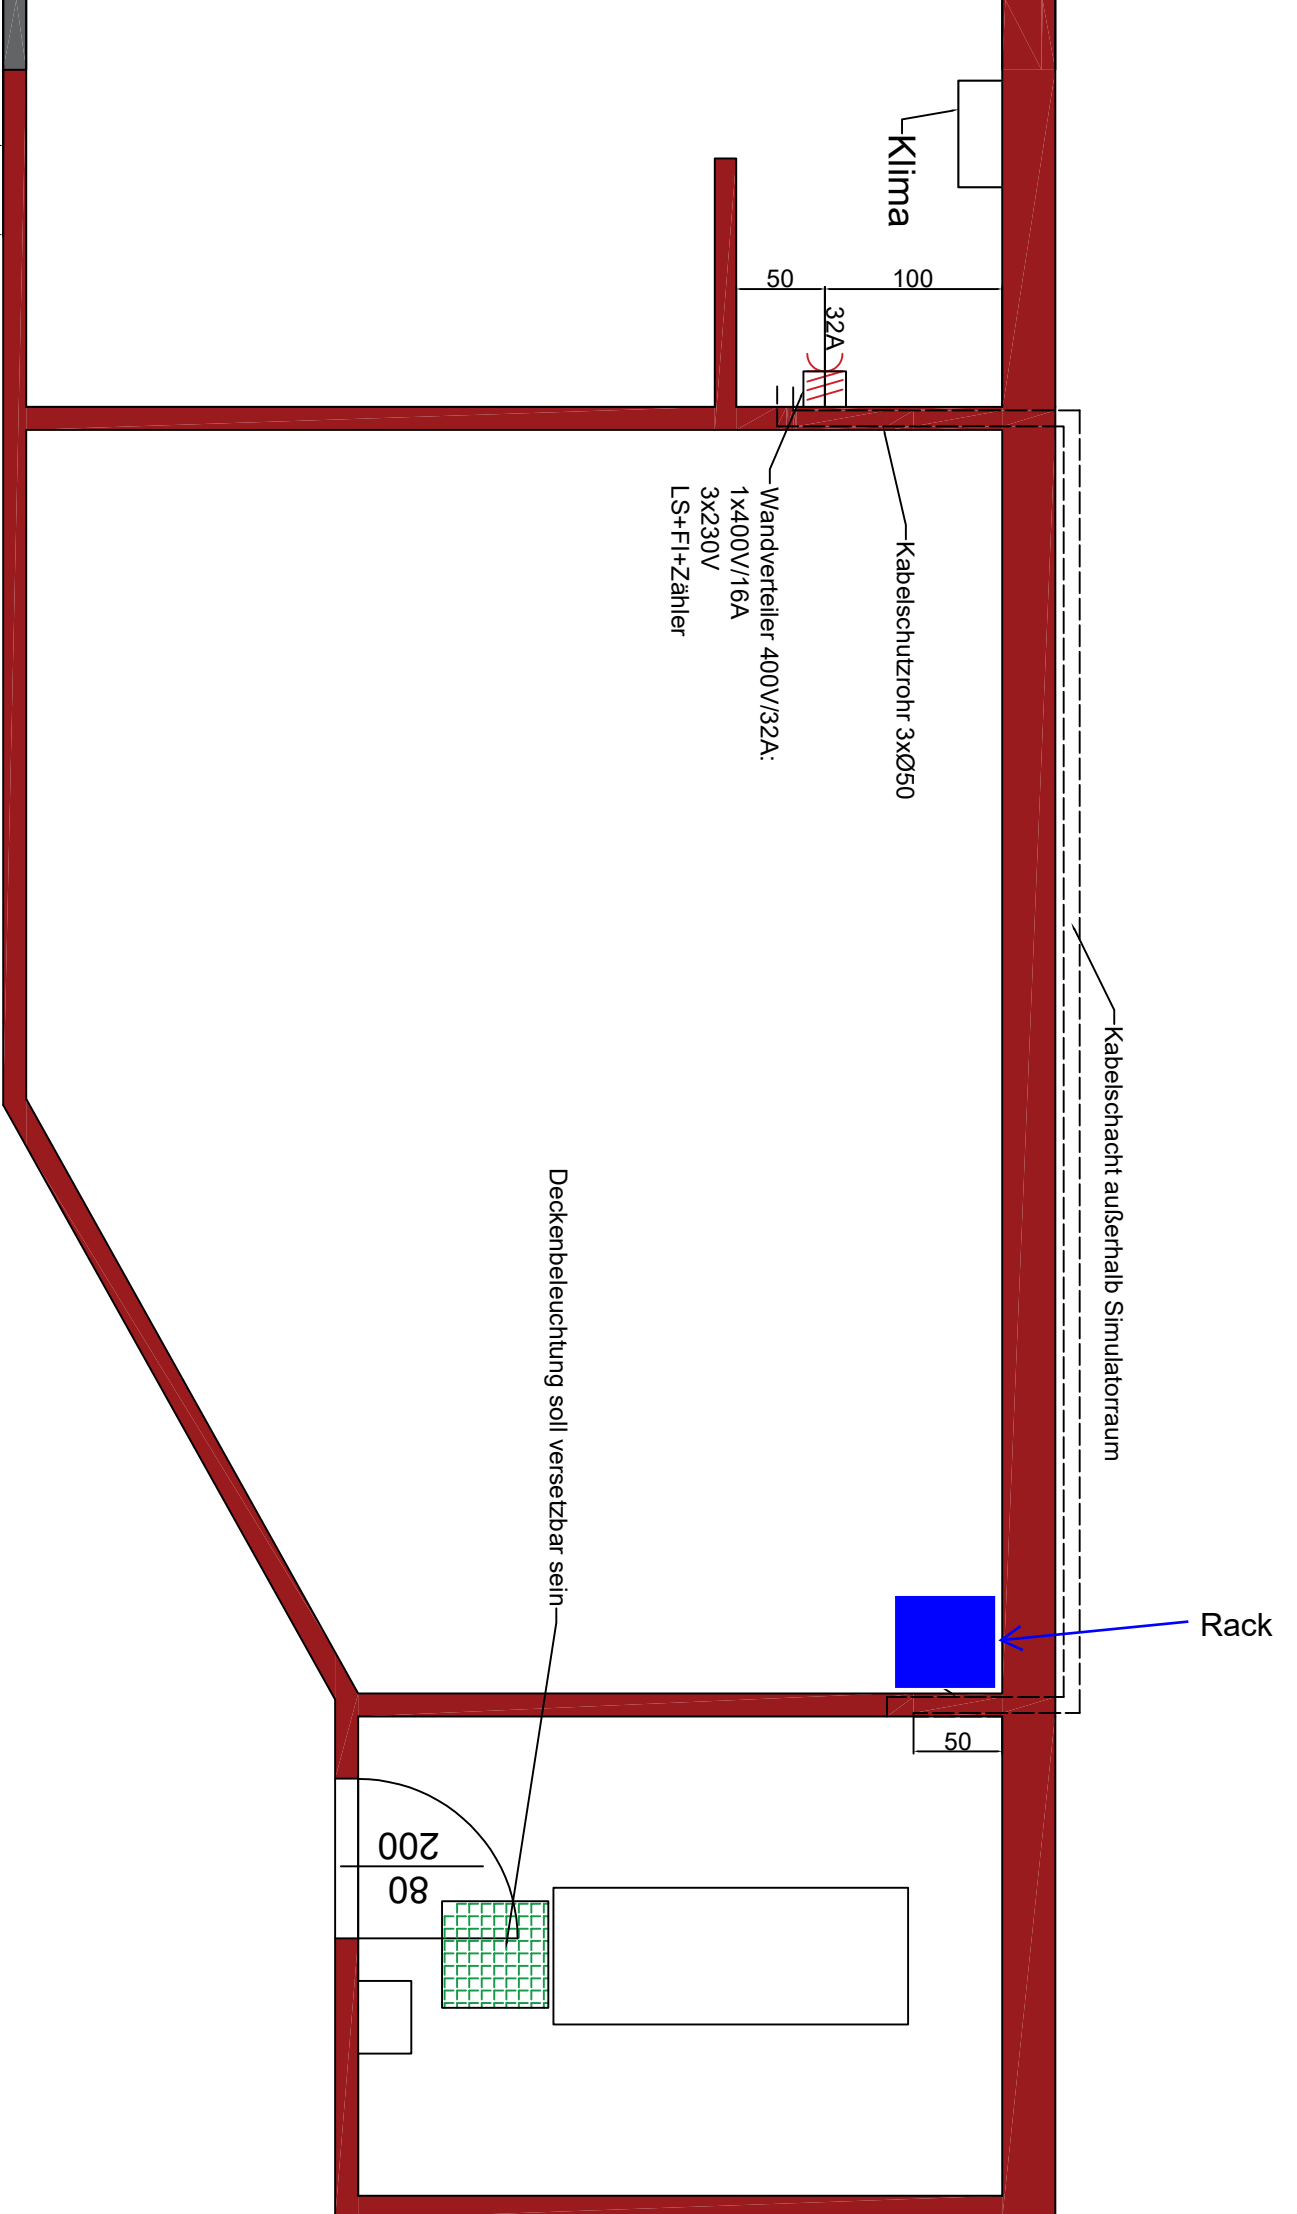 Klima
50
100
32A
Wandverteiler 400V/32A:
1x400V/16A
3x230V
LS+FI+Zähler
Kabelschutzrohr 3xØ50
Kabelschacht außerhalb Simulatorraum
Deckenbeleuchtung soll versetzbar sein
Rack
50
80
200